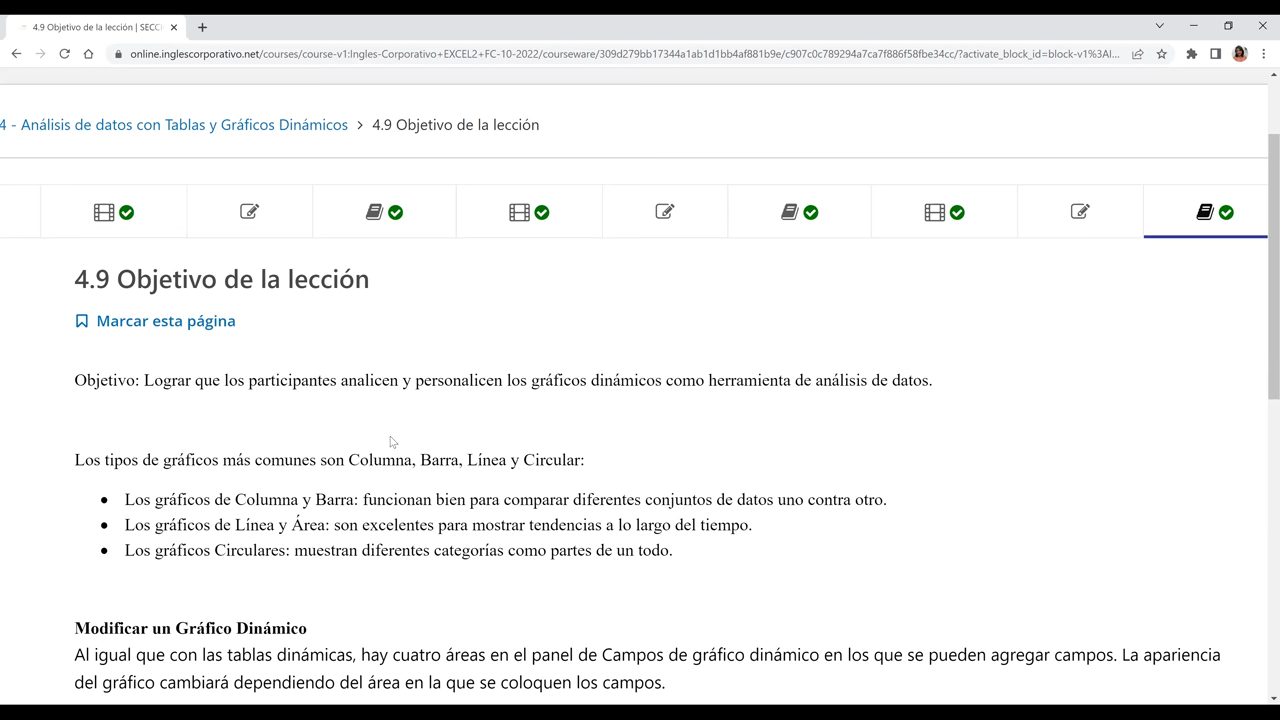 4.9 Objetivo de la lección | SECCI
online.inglescorporativo.net/courses/course-v1:Ingles-Corporativo+EXCEL2+FC-10-2022/courseware/309d279bb17344a1ab1d1bb4af881b9e/c907c0c789294a7ca7f886f58fbe34cc/?activate_block_id=block-v1%3AI...
4 - Análisis de datos con Tablas y Gráficos Dinámicos > 4.9 Objetivo de la lección
4.9 Objetivo de la lección
Marcar esta página
Objetivo: Lograr que los participantes analicen y personalicen los gráficos dinámicos como herramienta de análisis de datos.
Los tipos de gráficos más comunes son Columna, Barra, Línea y Circular:
• Los gráficos de Columna y Barra: funcionan bien para comparar diferentes conjuntos de datos uno contra otro.
• Los gráficos de Línea y Área: son excelentes para mostrar tendencias a lo largo del tiempo.
• Los gráficos Circulares: muestran diferentes categorías como partes de un todo.
Modificar un Gráfico Dinámico
Al igual que con las tablas dinámicas, hay cuatro áreas en el panel de Campos de gráfico dinámico en los que se pueden agregar campos. La apariencia
del gráfico cambiará dependiendo del área en la que se coloquen los campos.